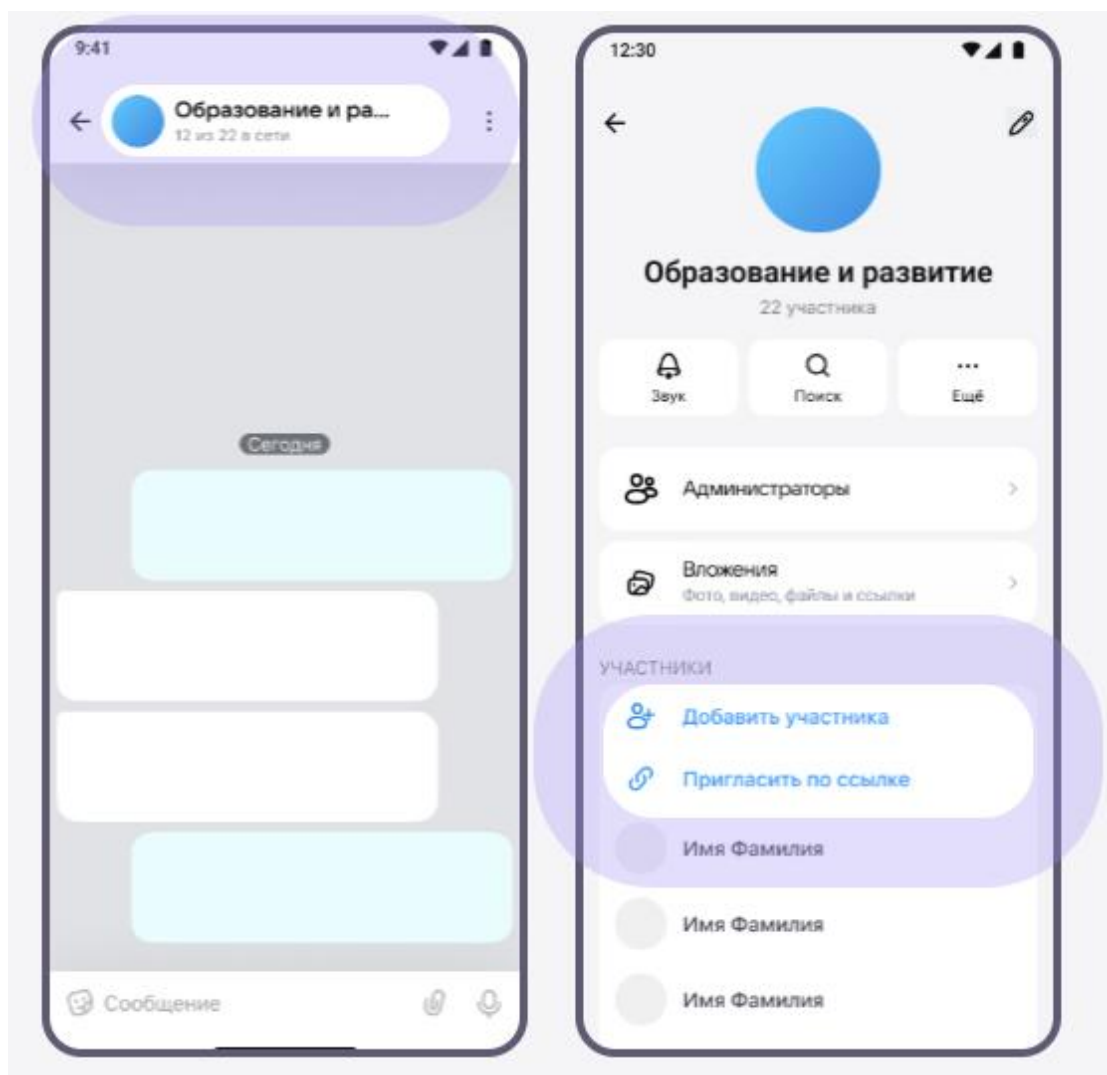 9:41
Образование и ра...
12 из 22 в сети
Сегодня
Сообщение
12:30
Образование и развитие
22 участника
Звук
Поиск
Ещё
Администраторы
Вложения
Фото, видео, файлы и ссылки
УЧАСТНИКИ
Добавить участника
Пригласить по ссылке
Имя Фамилия
Имя Фамилия
Имя Фамилия